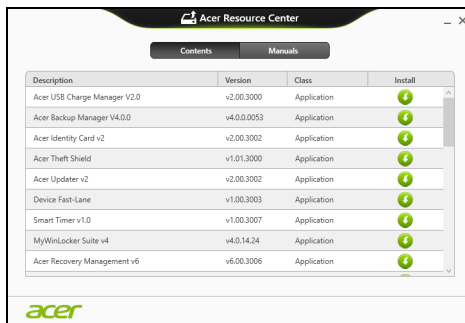 Acer Resource Center
Contents Manuals
Description Version Class Install
Acer USB Charge Manager V2.0 v2.00.3000 Application
Acer Backup Manager V4.0.0 v4.0.0.0053 Application
Acer Identity Card v2 v2.00.3002 Application
Acer Theft Shield v1.01.3000 Application
Acer Updater v2 v2.00.3002 Application
Device Fast-Lane v1.00.3003 Application
Smart Timer v1.0 v1.00.3007 Application
MyWinLocker Suite v4 v4.0.14.24 Application
Acer Recovery Management v6 v6.00.3006 Application
acer